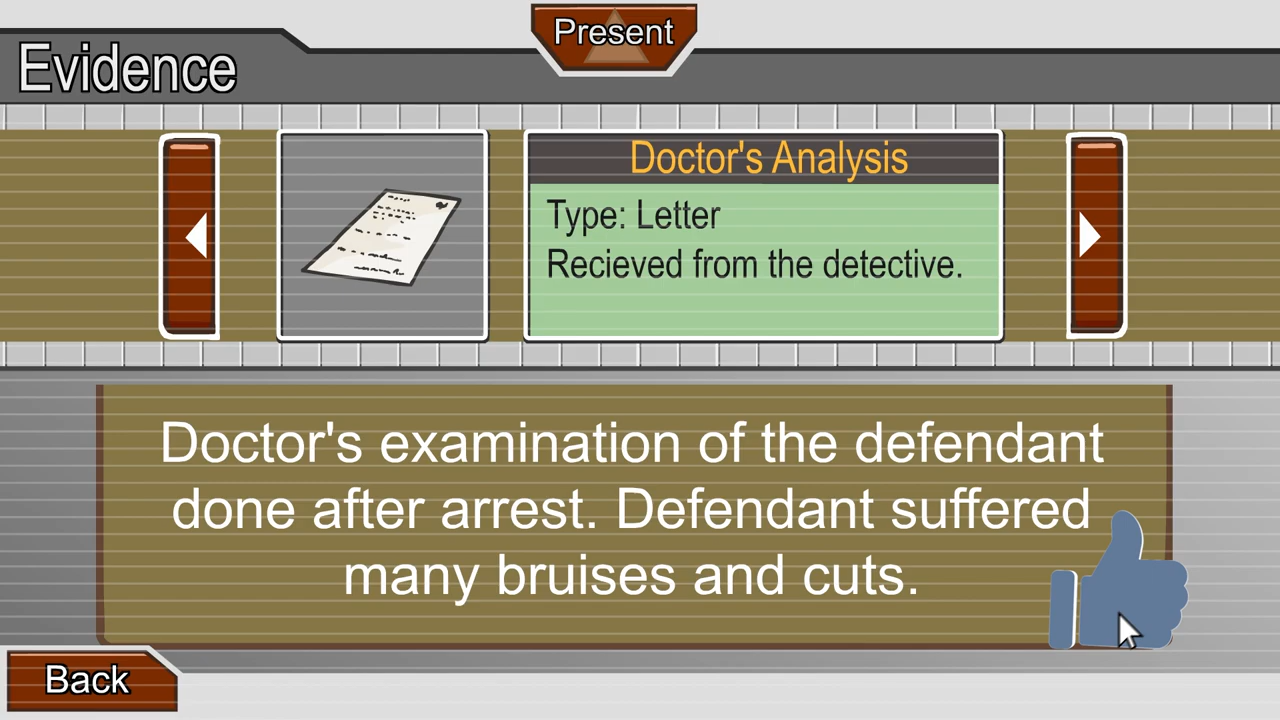 Present
Evidence
Doctor's Analysis
Type: Letter
Recieved from the detective.
Doctor's examination of the defendant
done after arrest. Defendant suffered
many bruises and cuts.
Back